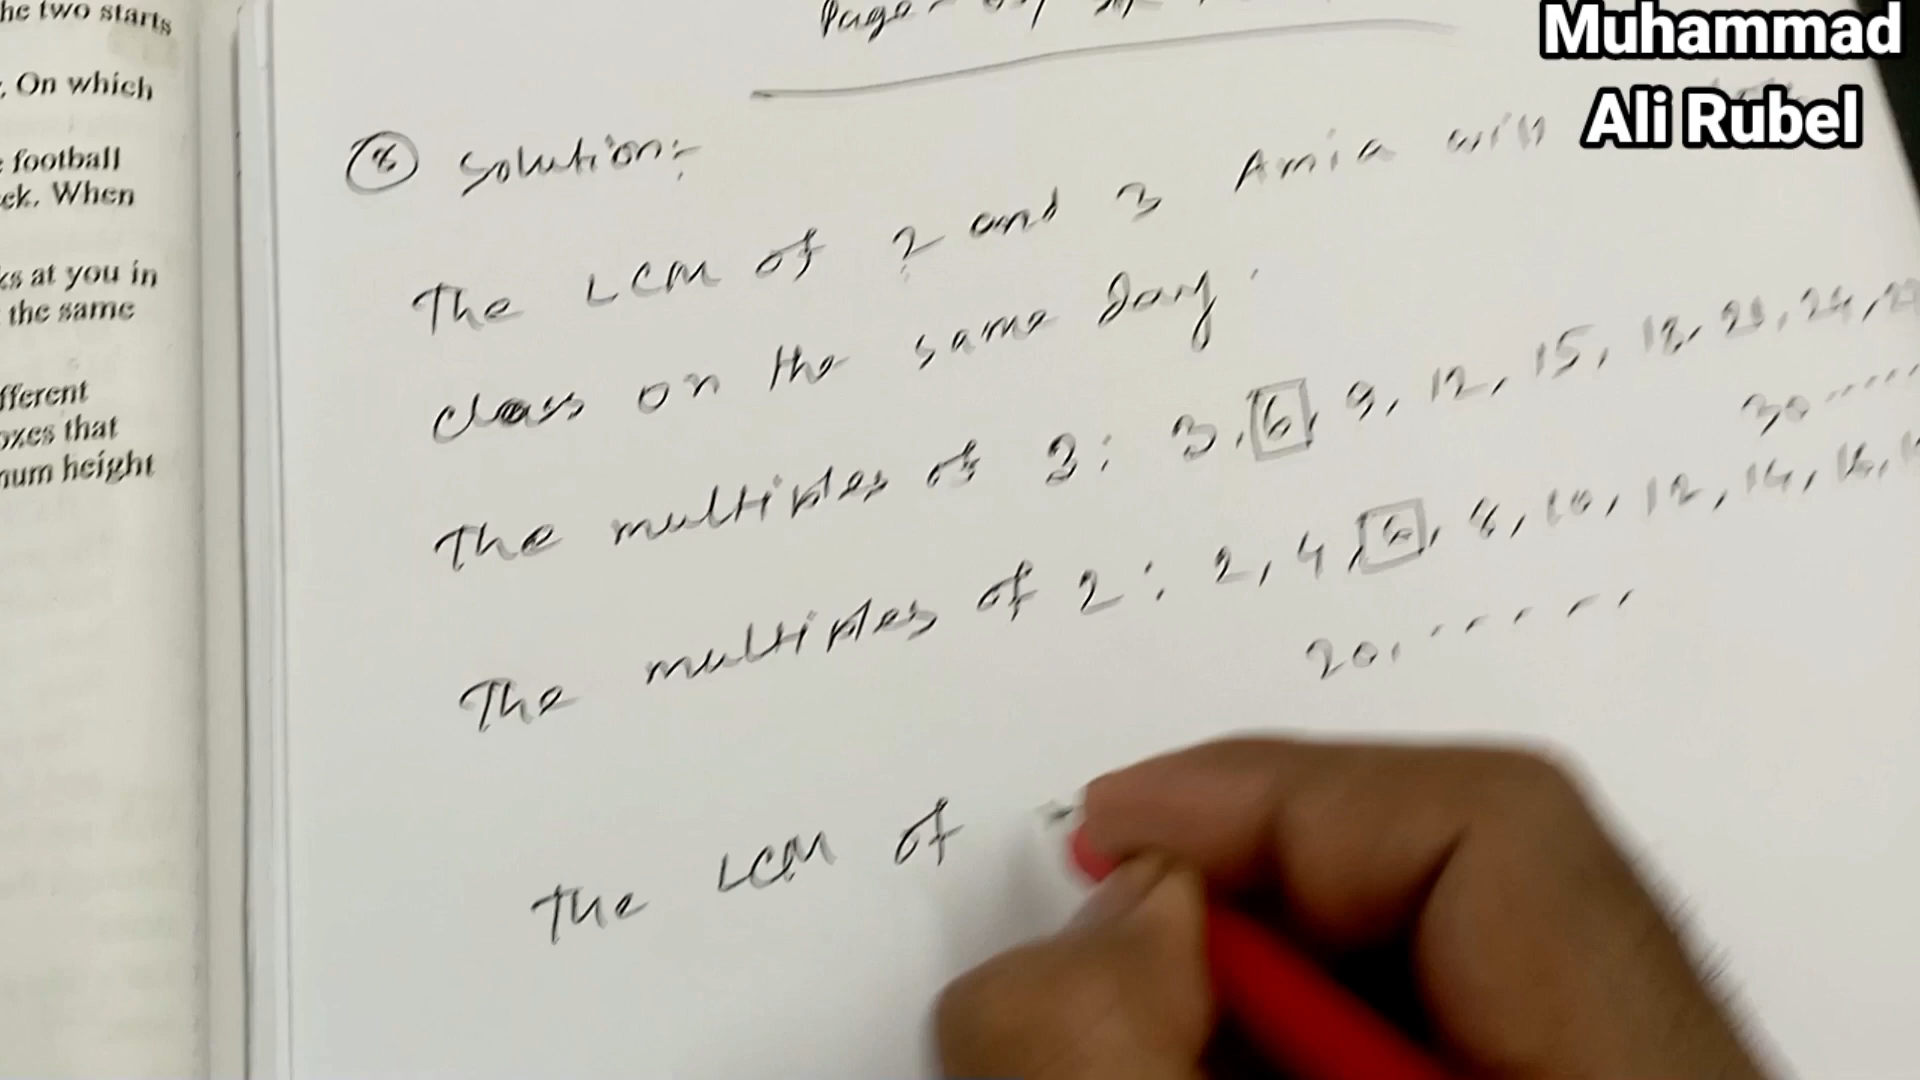 he two starts
. On which
football
ek. When
ks at you in
the same
fferent
oxes that
num height
Page -
Muhammad
Ali Rubel
8 Solution:-
The LCM of 2 and 3 Amia will
class on the same day.
The multiples of 3: 3, 6, 9, 12, 15, 18, 21, 24,
30 ......
The multiples of 2: 2, 4, 6, 8, 10, 12, 14, 16,
20, ......
The LCM of